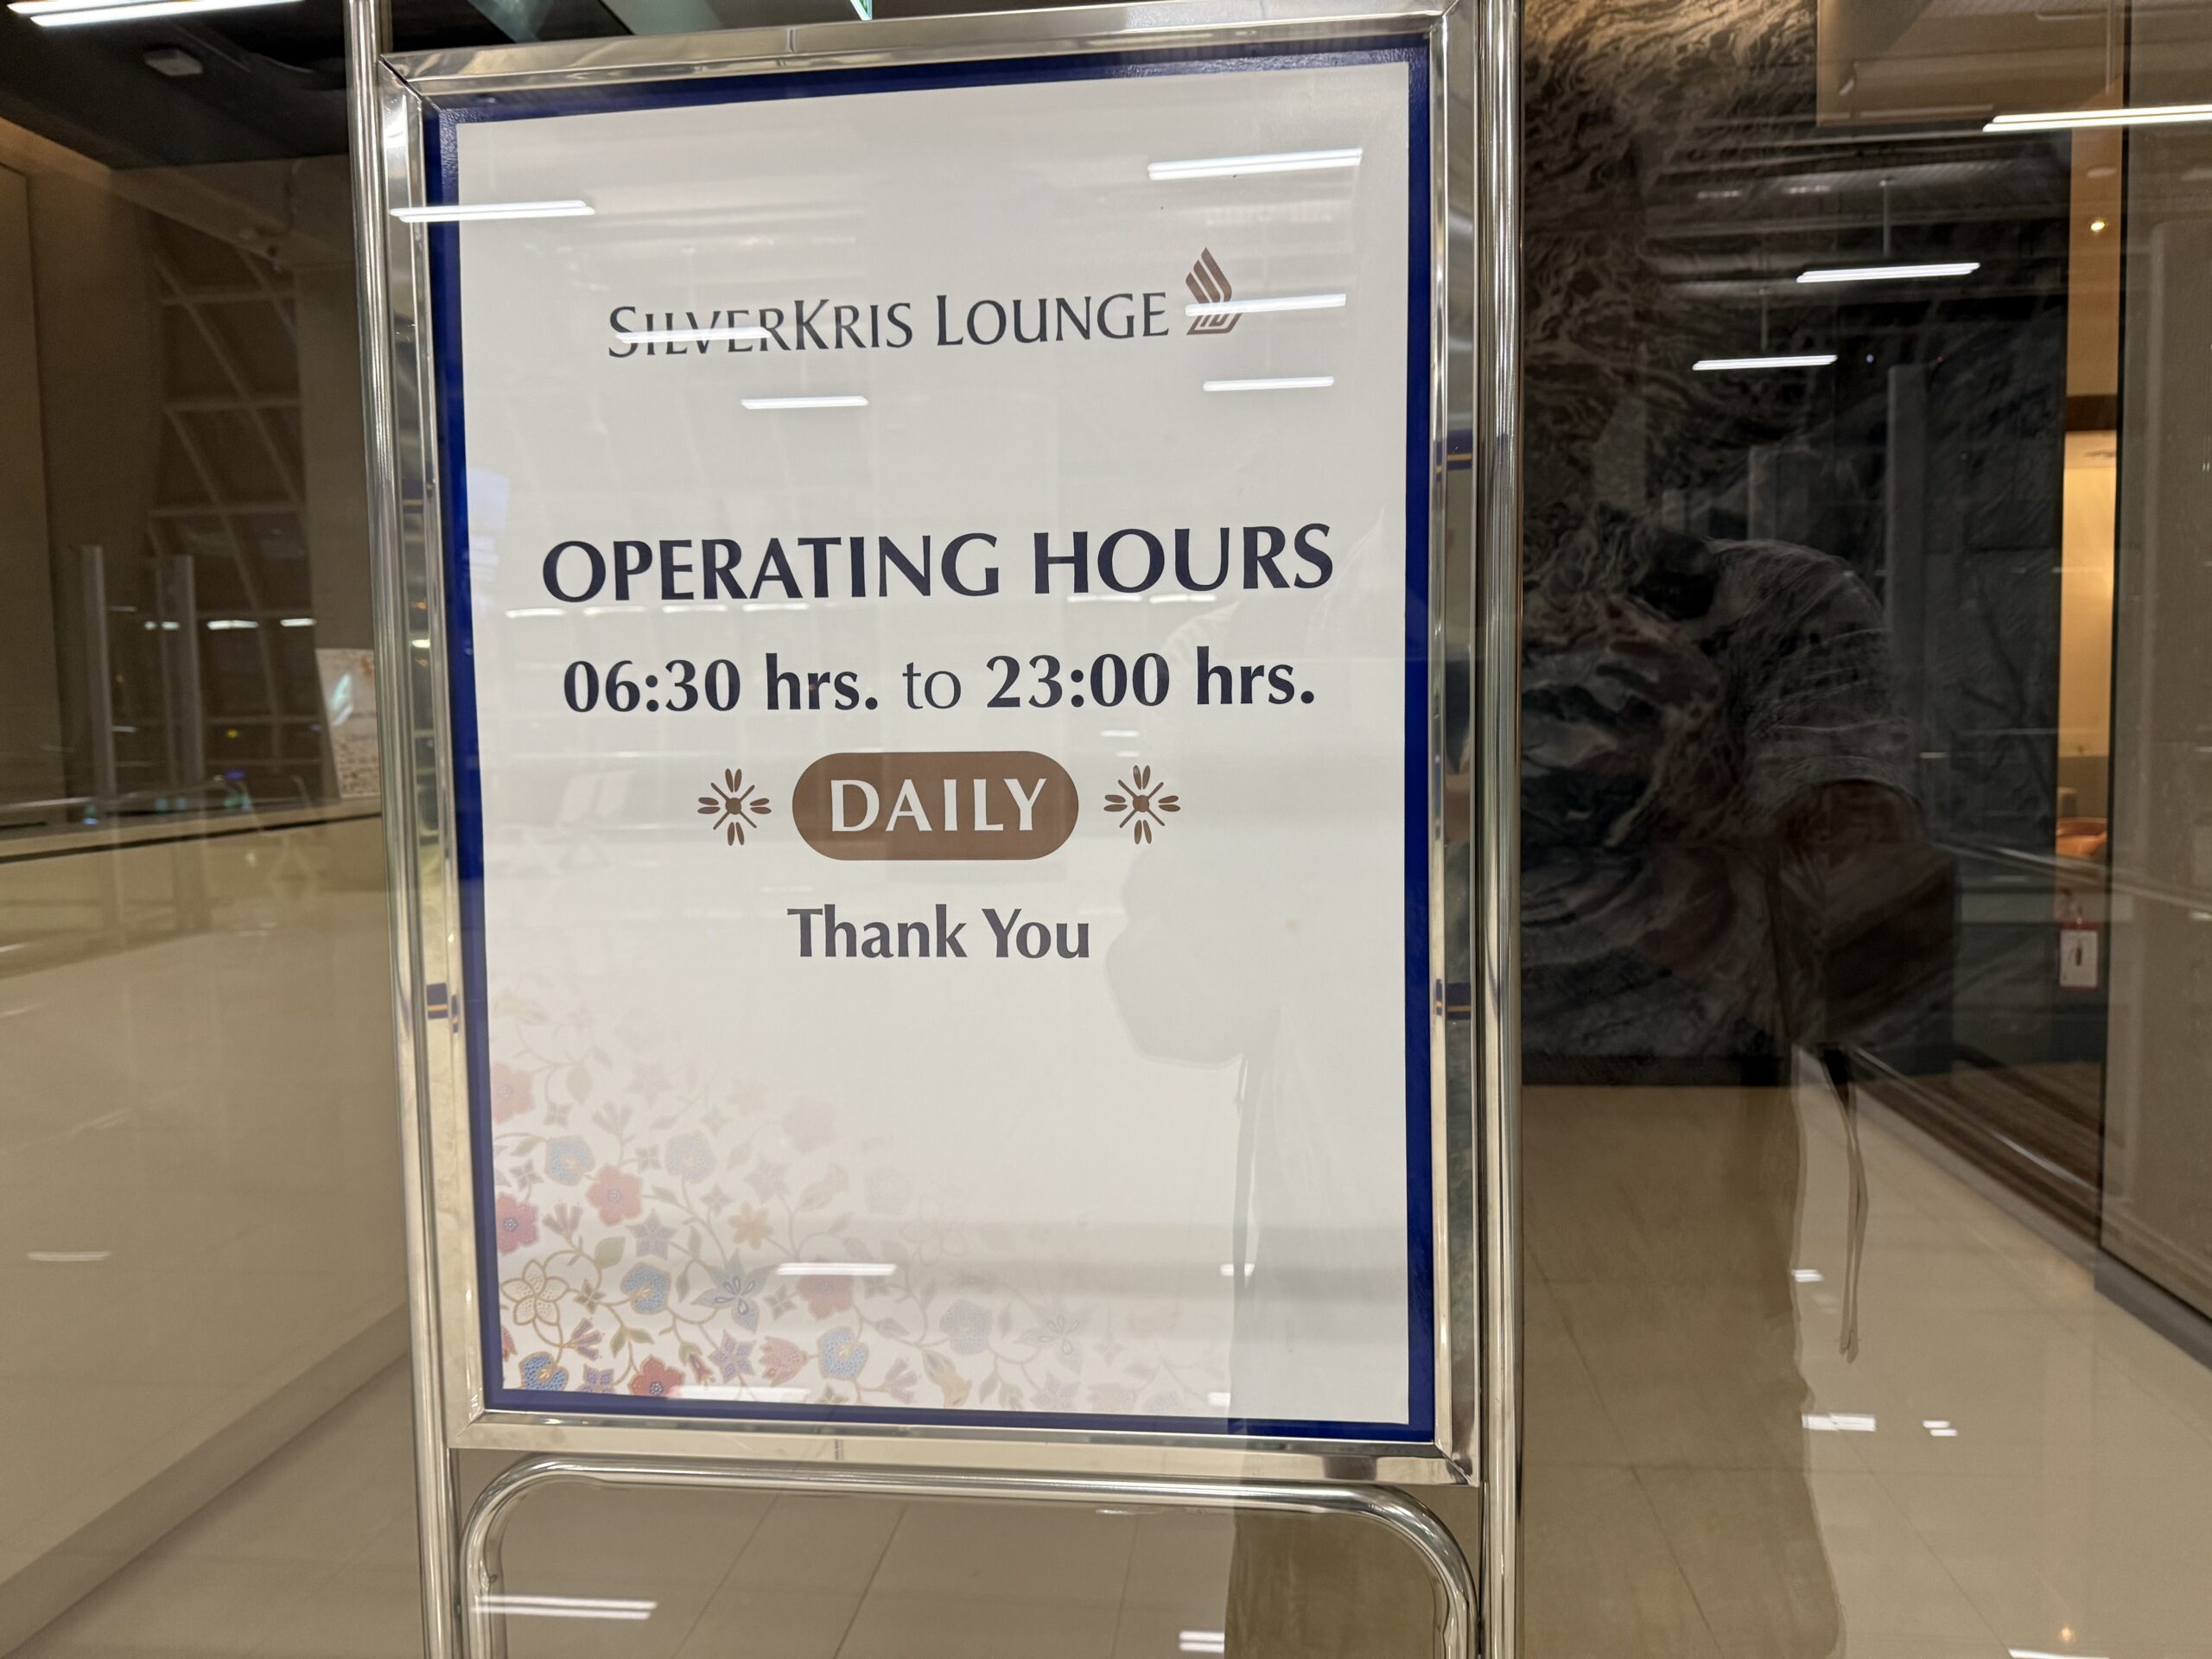 SILVERKRIS LOUNGE
OPERATING HOURS
06:30 hrs. to 23:00 hrs.
DAILY
Thank You